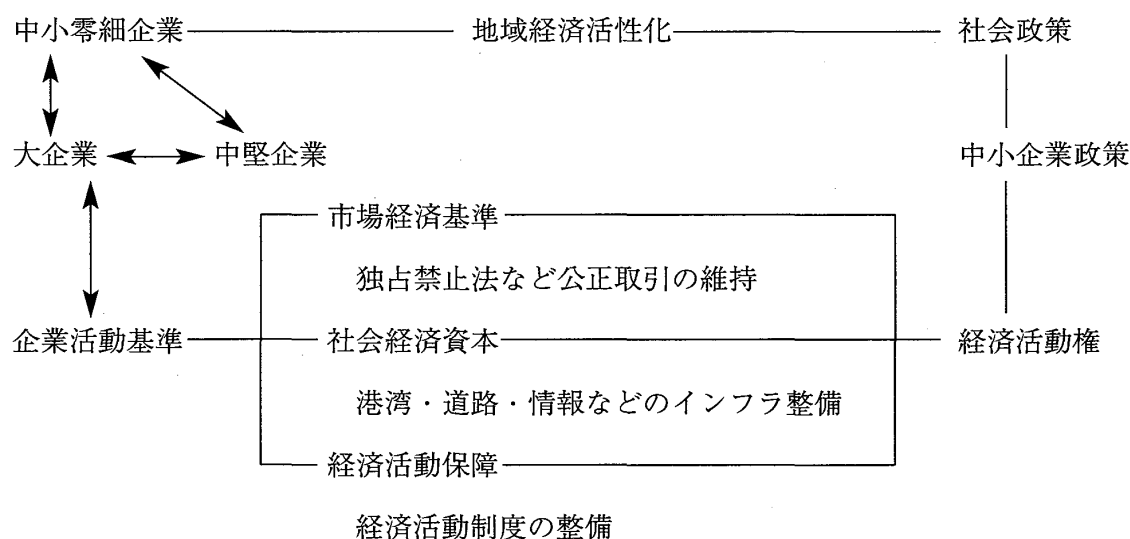 中小零細企業 地域経済活性化 社会政策
大企業 中堅企業 中小企業政策
市場経済基準
独占禁止法など公正取引の維持
企業活動基準 社会経済資本 経済活動権
港湾・道路・情報などのインフラ整備
経済活動保障
経済活動制度の整備